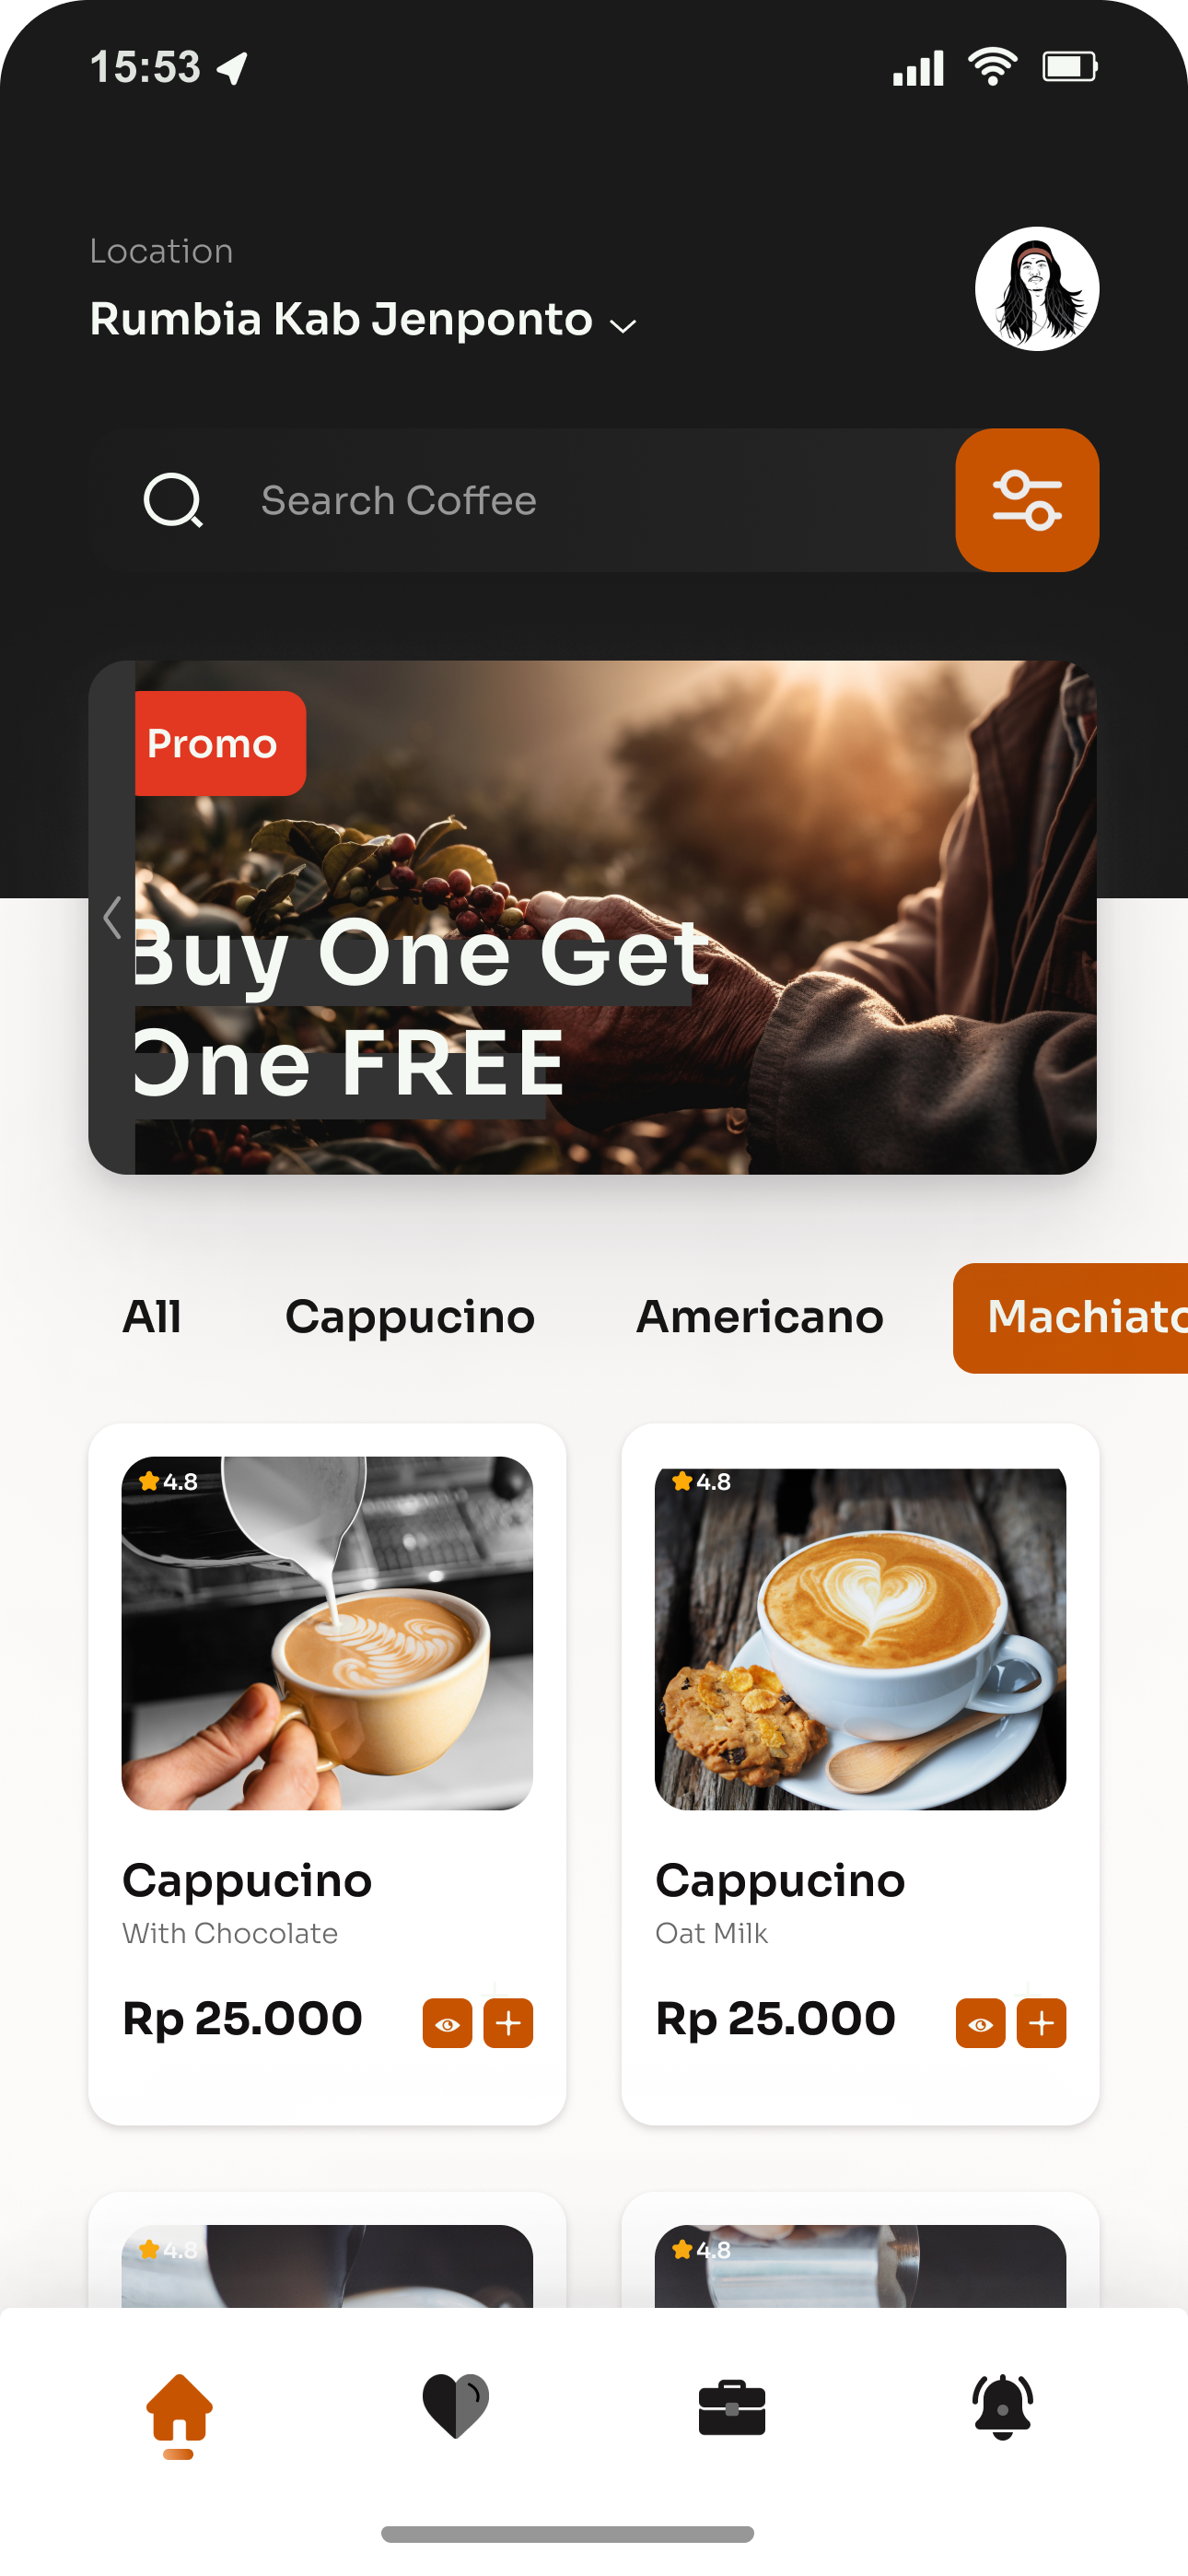 15:53
Location
Rumbia Kab Jenponto
Search Coffee
Promo
Buy One Get
One FREE
All Cappucino Americano Machiato
4.8 4.8
Cappucino Cappucino
With Chocolate Oat Milk
Rp 25.000 Rp 25.000
4.8 4.8